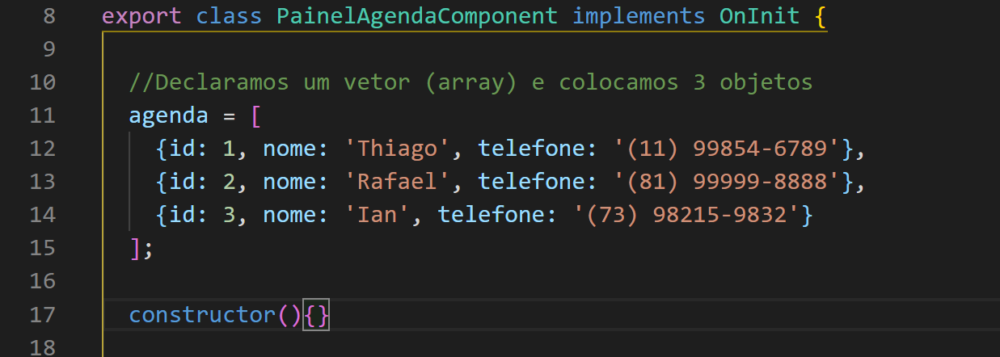 8 export class PainelAgendaComponent implements OnInit {
9
10 //Declaramos um vetor (array) e colocamos 3 objetos
11 agenda = [
12 {id: 1, nome: 'Thiago', telefone: '(11) 99854-6789'},
13 {id: 2, nome: 'Rafael', telefone: '(81) 99999-8888'},
14 {id: 3, nome: 'Ian', telefone: '(73) 98215-9832'}
15 ];
16
17 constructor(){}
18